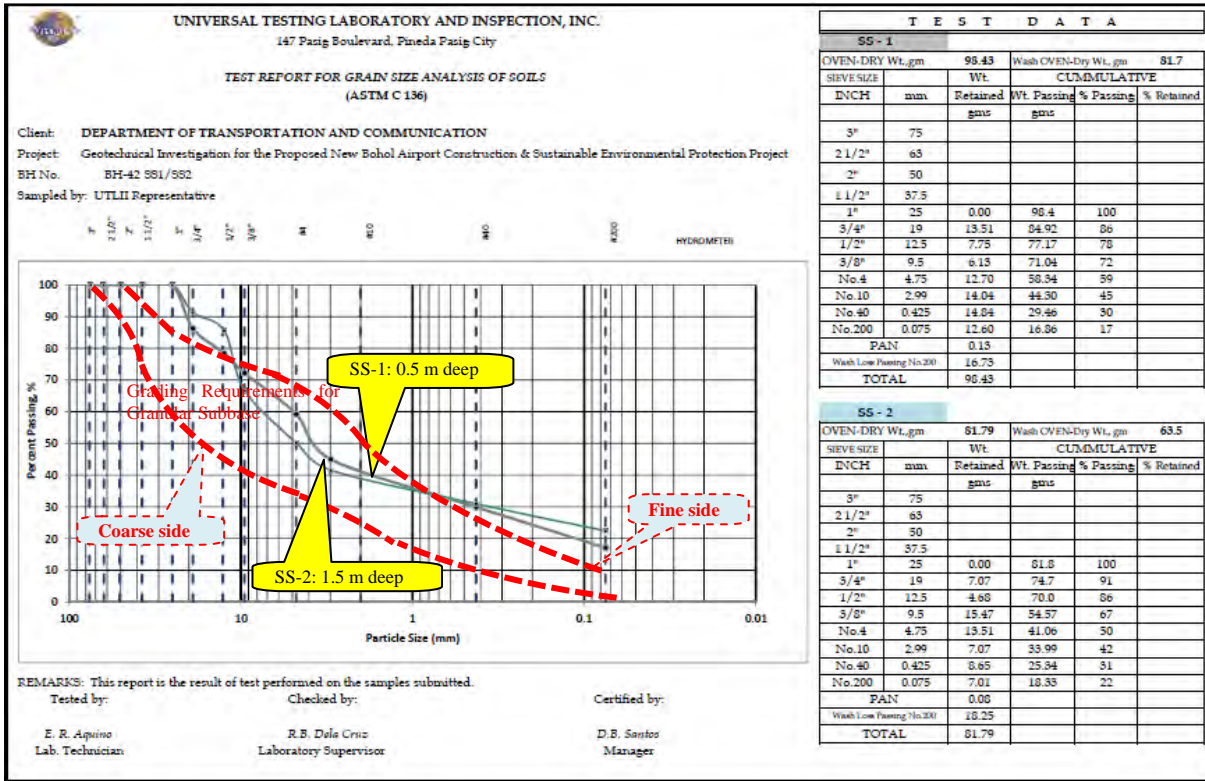 UNIVERSAL TESTING LABORATORY AND INSPECTION, INC.
147 Pasig Boulevard, Pineda Pasig City
TEST REPORT FOR GRAIN SIZE ANALYSIS OF SOILS
(ASTM C 136)
Client: DEPARTMENT OF TRANSPORTATION AND COMMUNICATION
Project: Geotechnical Investigation for the Proposed New Bohol Airport Construction & Sustainable Environmental Protection Project
BH No. BH-42 SS1/SS2
Sampled by: UTLII Representative
3" 2 1/2" 2" 1 1/2" 1" 3/4" 1/2" 3/8" #4 #10 #40 #200 HYDROMETER
100
90
80
70
60
50
40
30
20
10
0
Percent Passing, %
100 10 1 0.1 0.01
Particle Size (mm)
Grading Requirements for
Granular Subbase
SS-1: 0.5 m deep
SS-2: 1.5 m deep
Coarse side
Fine side
REMARKS: This report is the result of test performed on the samples submitted.
Tested by: Checked by: Certified by:
E. R. Aquino R.B. Dela Cruz D.B. Santos
Lab. Technician Laboratory Supervisor Manager
T E S T D A T A
SS - 1
OVEN-DRY Wt.,gm 98.43 Wash OVEN-Dry Wt., gm 81.7
SIEVE SIZE Wt. CUMMULATIVE
INCH mm Retained Wt. Passing % Passing % Retained
gms gms
3" 75
2 1/2" 63
2" 50
1 1/2" 37.5
1" 25 0.00 98.4 100
3/4" 19 13.51 84.92 86
1/2" 12.5 7.75 77.17 78
3/8" 9.5 6.13 71.04 72
No.4 4.75 12.70 58.34 59
No.10 2.99 14.04 44.30 45
No.40 0.425 14.84 29.46 30
No.200 0.075 12.60 16.86 17
PAN 0.13
Wash Loss Passing No.200 16.73
TOTAL 98.43
SS - 2
OVEN-DRY Wt.,gm 81.79 Wash OVEN-Dry Wt., gm 63.5
SIEVE SIZE Wt. CUMMULATIVE
INCH mm Retained Wt. Passing % Passing % Retained
gms gms
3" 75
2 1/2" 63
2" 50
1 1/2" 37.5
1" 25 0.00 81.8 100
3/4" 19 7.07 74.7 91
1/2" 12.5 4.68 70.0 86
3/8" 9.5 15.47 54.57 67
No.4 4.75 13.51 41.06 50
No.10 2.99 7.07 33.99 42
No.40 0.425 8.65 25.34 31
No.200 0.075 7.01 18.33 22
PAN 0.08
Wash Loss Passing No.200 18.25
TOTAL 81.79